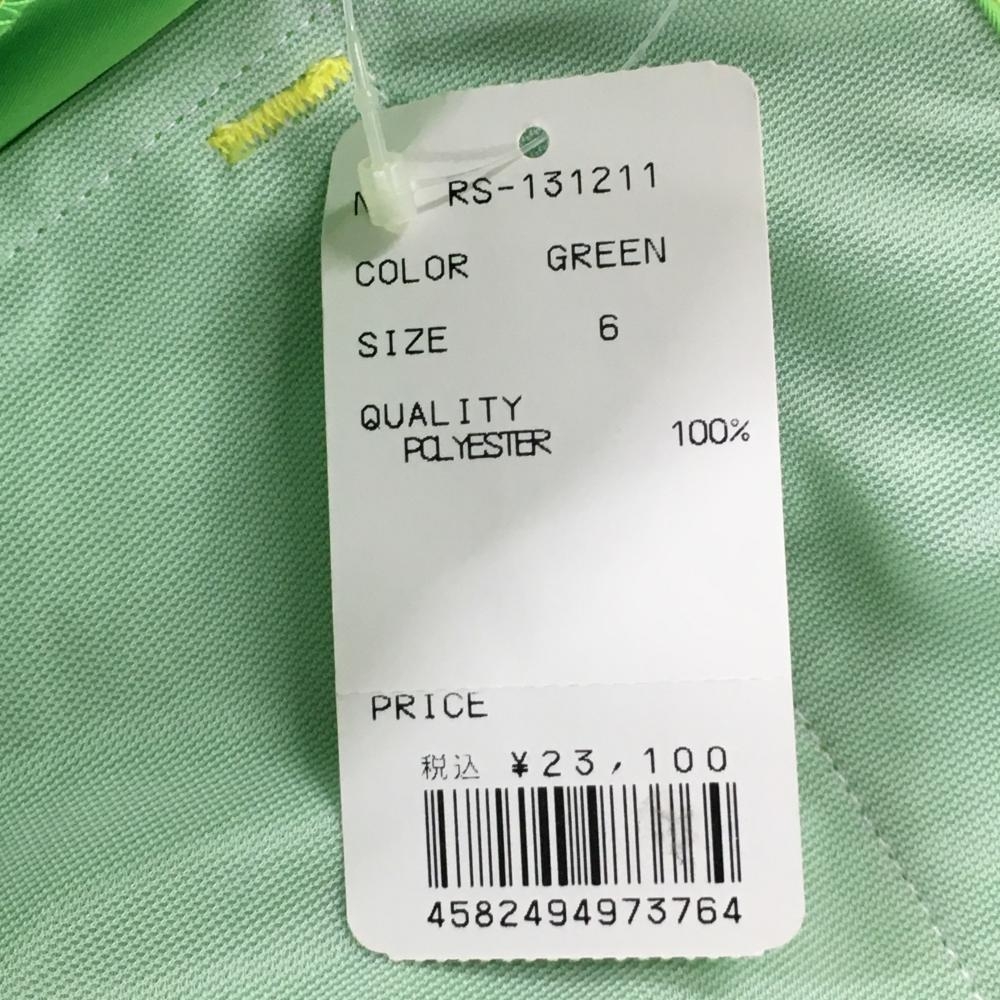 RS-131211
COLOR GREEN
SIZE 6
QUALITY
POLYESTER 100%
PRICE
税込 ¥23,100
4582494973764